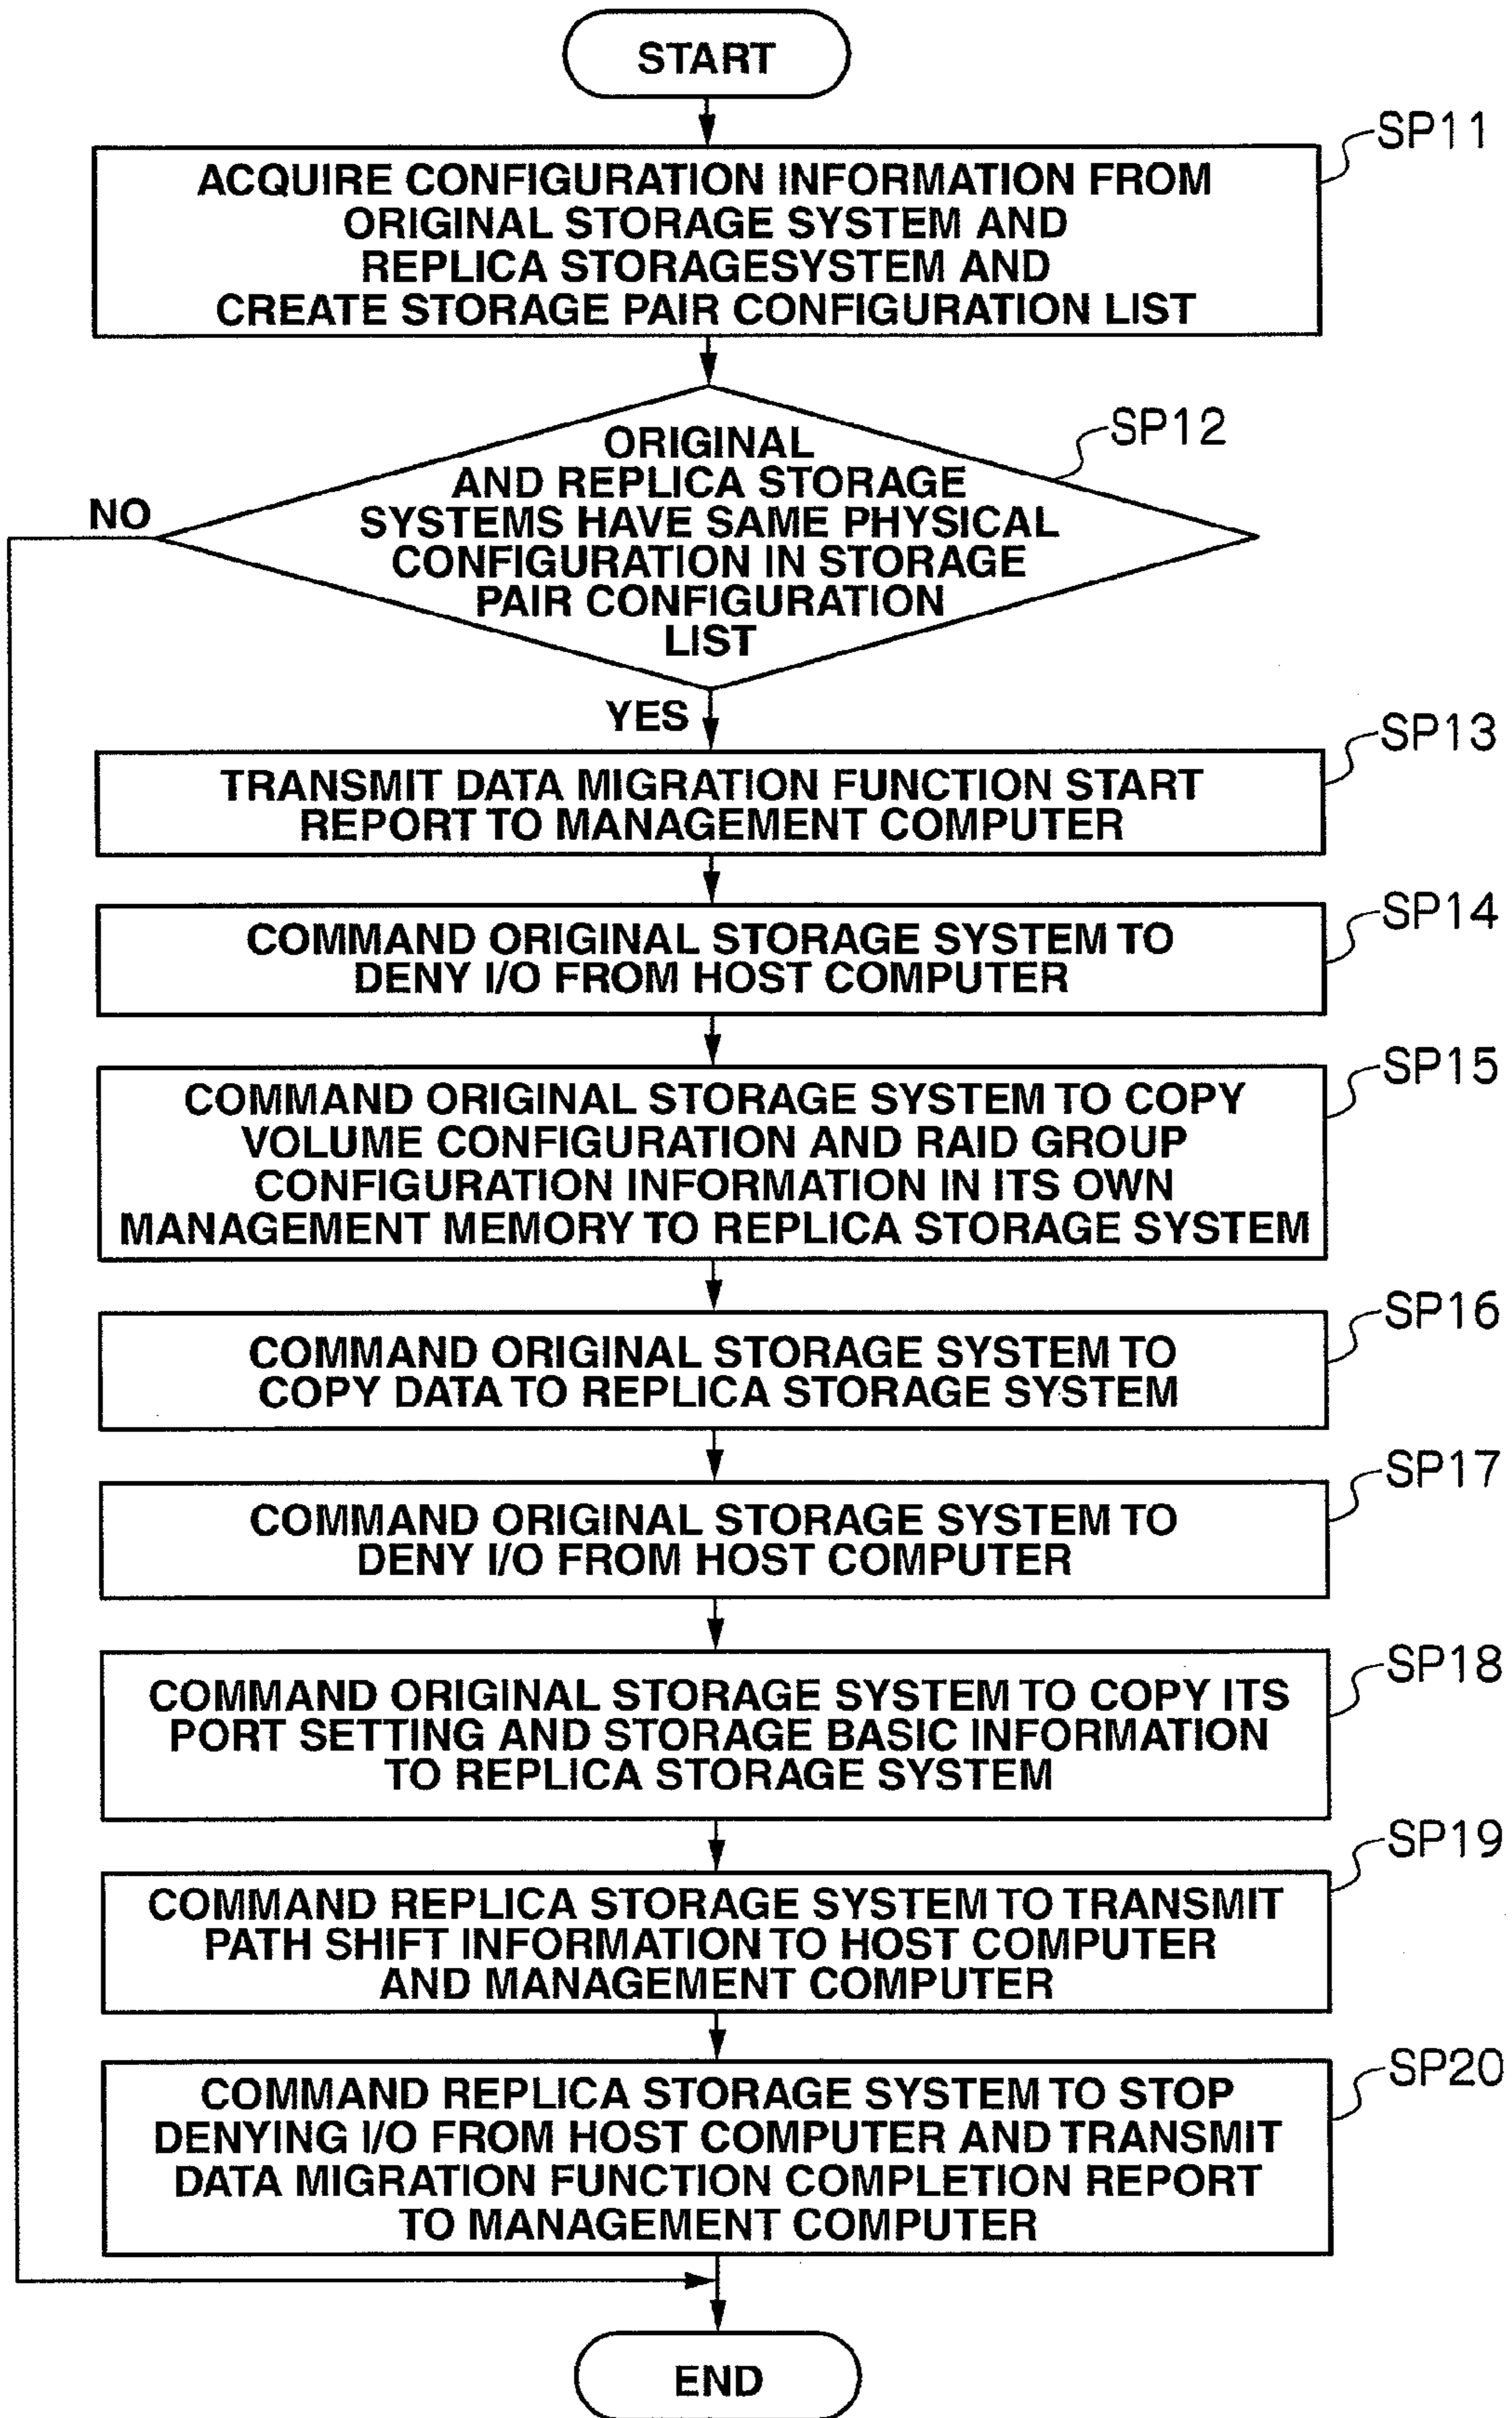 START
SP11
ACQUIRE CONFIGURATION INFORMATION FROM
ORIGINAL STORAGE SYSTEM AND
REPLICA STORAGESYSTEM AND
CREATE STORAGE PAIR CONFIGURATION LIST
SP12
ORIGINAL
AND REPLICA STORAGE
SYSTEMS HAVE SAME PHYSICAL
CONFIGURATION IN STORAGE
PAIR CONFIGURATION
LIST
NO
YES
SP13
TRANSMIT DATA MIGRATION FUNCTION START
REPORT TO MANAGEMENT COMPUTER
SP14
COMMAND ORIGINAL STORAGE SYSTEM TO
DENY I/O FROM HOST COMPUTER
SP15
COMMAND ORIGINAL STORAGE SYSTEM TO COPY
VOLUME CONFIGURATION AND RAID GROUP
CONFIGURATION INFORMATION IN ITS OWN
MANAGEMENT MEMORY TO REPLICA STORAGE SYSTEM
SP16
COMMAND ORIGINAL STORAGE SYSTEM TO
COPY DATA TO REPLICA STORAGE SYSTEM
SP17
COMMAND ORIGINAL STORAGE SYSTEM TO
DENY I/O FROM HOST COMPUTER
SP18
COMMAND ORIGINAL STORAGE SYSTEM TO COPY ITS
PORT SETTING AND STORAGE BASIC INFORMATION
TO REPLICA STORAGE SYSTEM
SP19
COMMAND REPLICA STORAGE SYSTEM TO TRANSMIT
PATH SHIFT INFORMATION TO HOST COMPUTER
AND MANAGEMENT COMPUTER
SP20
COMMAND REPLICA STORAGE SYSTEM TO STOP
DENYING I/O FROM HOST COMPUTER AND TRANSMIT
DATA MIGRATION FUNCTION COMPLETION REPORT
TO MANAGEMENT COMPUTER
END